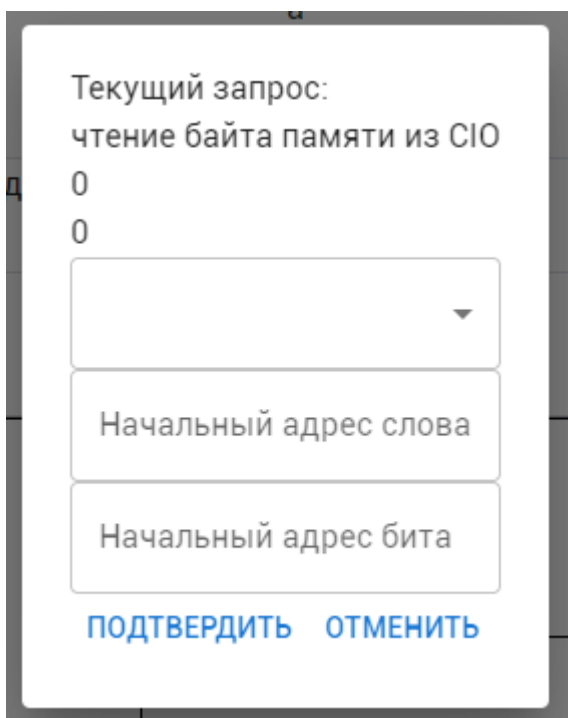 Текущий запрос:
чтение байта памяти из CIO
0
0
Начальный адрес слова
Начальный адрес бита
ПОДТВЕРДИТЬ ОТМЕНИТЬ